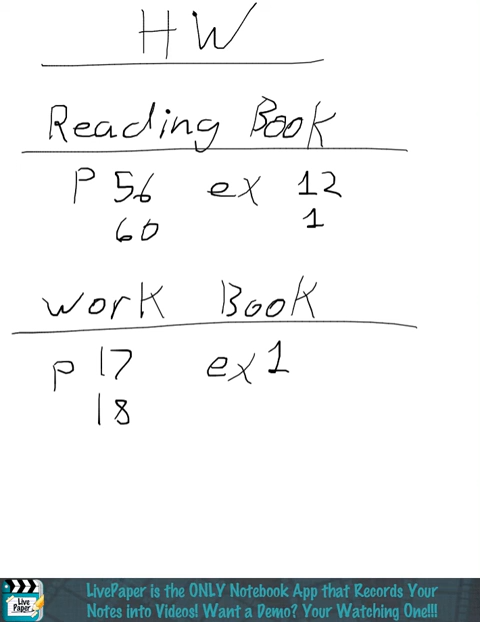 HW
Reading Book
P 56 ex 12
60 1
Work Book
p 17 ex 1
18
Live Paper
LivePaper is the ONLY Notebook App that Records Your
Notes into Videos! Want a Demo? Your Watching One!!!